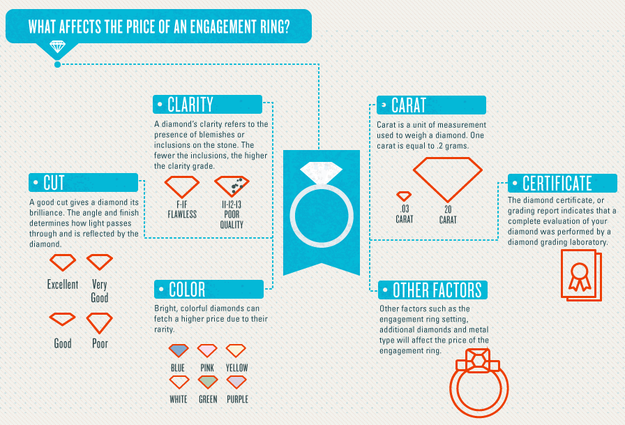 WHAT AFFECTS THE PRICE OF AN ENGAGEMENT RING?
CLARITY
A diamond's clarity refers to the
presence of blemishes or
inclusions on the stone. The
fewer the inclusions, the higher
the clarity grade.
F-IF
FLAWLESS
I1-I2-I3
POOR
QUALITY
CARAT
Carat is a unit of measurement
used to weigh a diamond. One
carat is equal to .2 grams.
.03
CARAT
20
CARAT
CUT
A good cut gives a diamond its
brilliance. The angle and finish
determines how light passes
through and is reflected by the
diamond.
Excellent
Very
Good
Good
Poor
CERTIFICATE
The diamond certificate, or
grading report indicates that a
complete evaluation of your
diamond was performed by a
diamond grading laboratory.
COLOR
Bright, colorful diamonds can
fetch a higher price due to their
rarity.
BLUE
PINK
YELLOW
WHITE
GREEN
PURPLE
OTHER FACTORS
Other factors such as the
engagement ring setting,
additional diamonds and metal
type will affect the price of the
engagement ring.